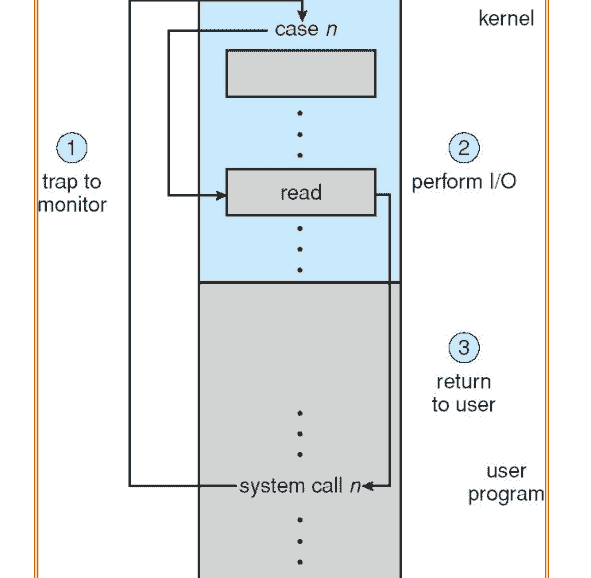 kernel
case n
1
trap to
monitor
2
perform I/O
read
3
return
to user
system call n
user
program